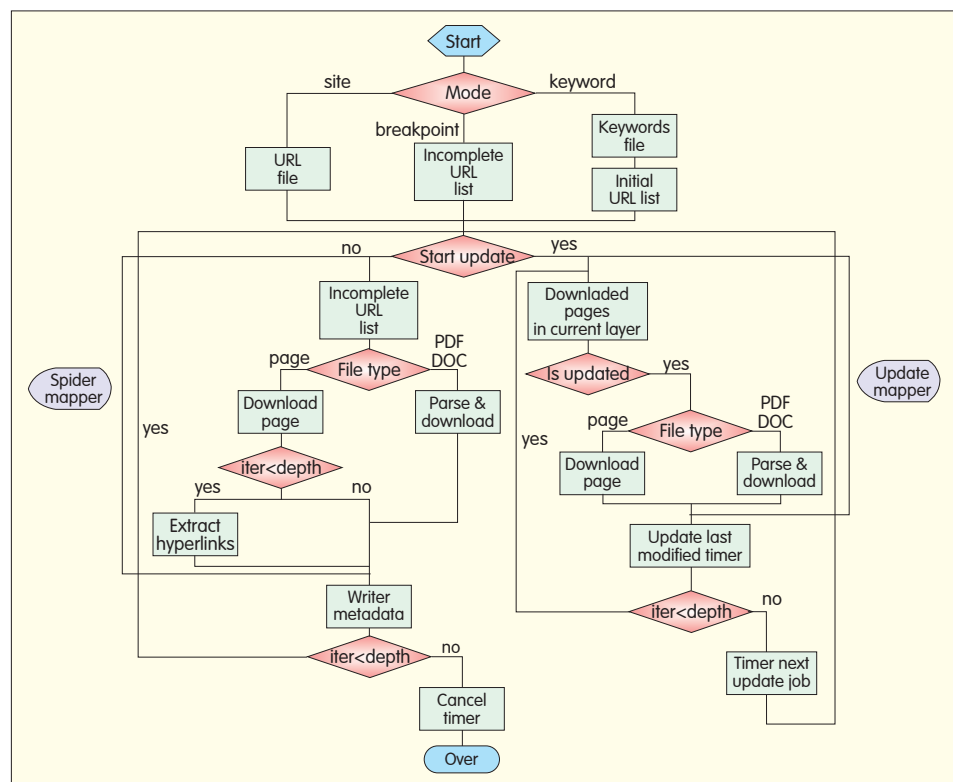 Start
site
Mode
keyword
breakpoint
URL
file
Incomplete
URL
list
Keywords
file
Initial
URL list
no
Start update
yes
Incomplete
URL
list
Downladed
pages
in current layer
page
File type
PDF
DOC
Is updated
yes
Spider
mapper
Update
mapper
Download
page
Parse &
download
yes
page
File type
PDF
DOC
yes
iter<depth
Download
page
Parse &
download
yes
no
Extract
hyperlinks
Update last
modified timer
Writer
metadata
iter<depth
no
iter<depth
no
Timer next
update job
Cancel
timer
Over